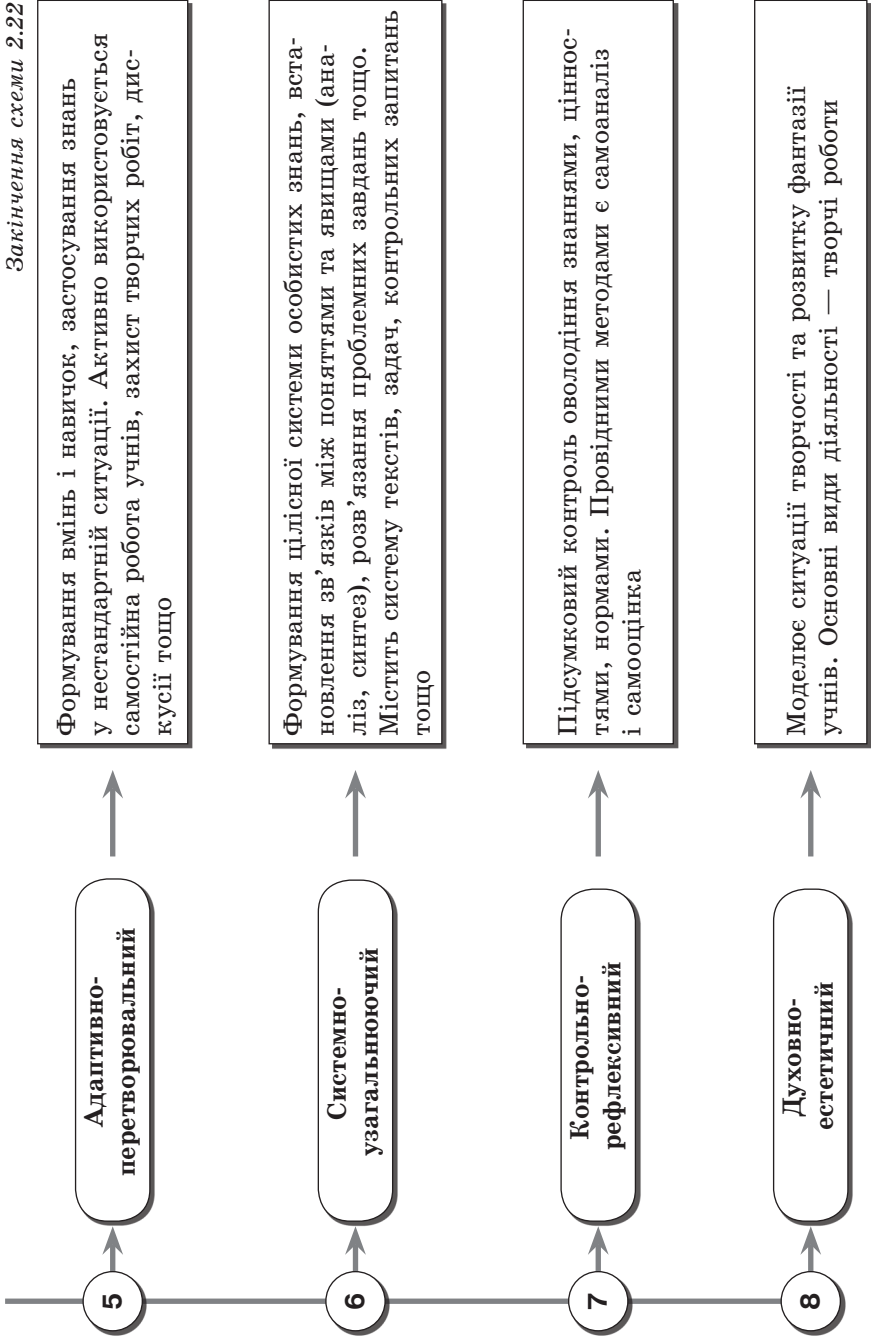 Закінчення схеми 2.22
5
Адаптивно-
перетворювальний
Формування вмінь і навичок, застосування знань
у нестандартній ситуації. Активно використовується
самостійна робота учнів, захист творчих робіт, дис-
кусії тощо
6
Системно-
узагальнюючий
Формування цілісної системи особистих знань, вста-
новлення зв’язків між поняттями та явищами (ана-
ліз, синтез), розв’язання проблемних завдань тощо.
Містить систему текстів, задач, контрольних запитань
тощо
7
Контрольно-
рефлексивний
Підсумковий контроль оволодіння знаннями, ціннос-
тями, нормами. Провідними методами є самоаналіз
і самооцінка
8
Духовно-
естетичний
Моделює ситуації творчості та розвитку фантазії
учнів. Основні види діяльності — творчі роботи